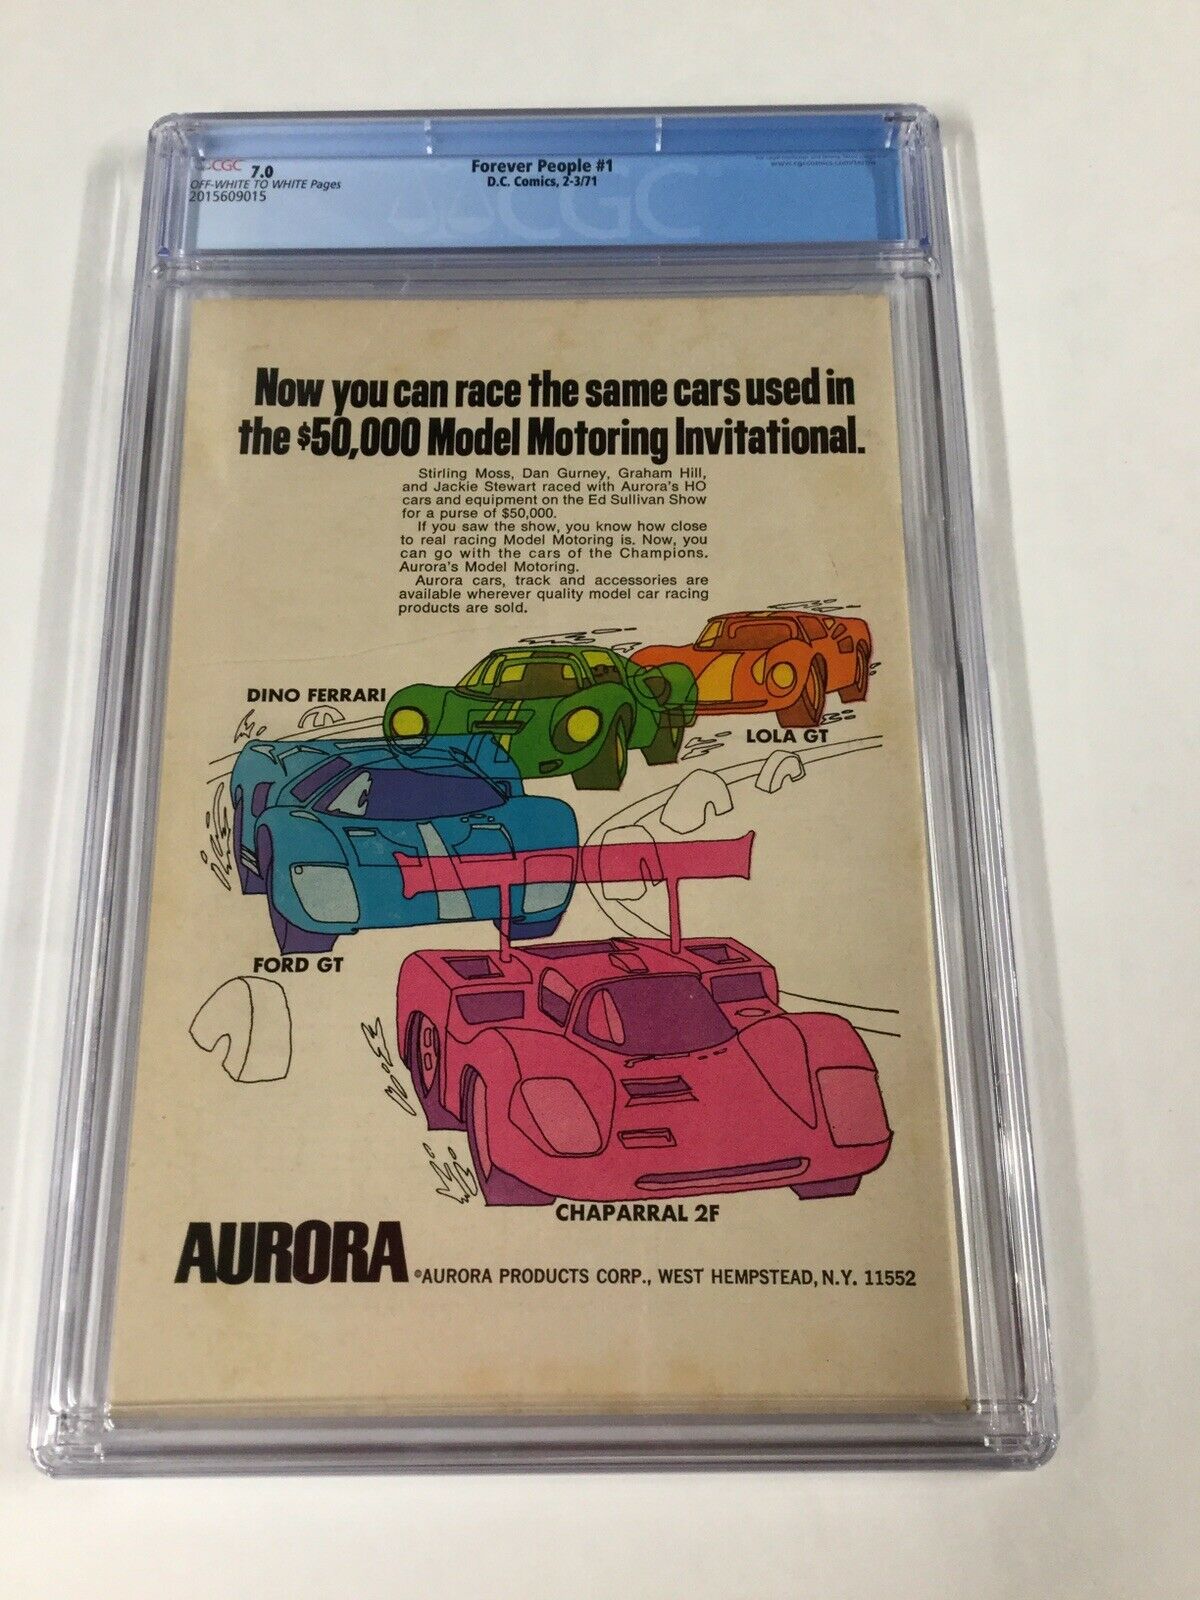 CGC 7.0
OFF-WHITE TO WHITE Pages
2015609015
Forever People #1
D.C. Comics, 2-3/71
CGC
Now you can race the same cars used in
the $50,000 Model Motoring Invitational.
Stirling Moss, Dan Gurney, Graham Hill,
and Jackie Stewart raced with Aurora's HO
cars and equipment on the Ed Sullivan Show
for a purse of $50,000.
If you saw the show, you know how close
to real racing Model Motoring is. Now, you
can go with the cars of the Champions.
Aurora's Model Motoring.
Aurora cars, track and accessories are
available wherever quality model car racing
products are sold.
DINO FERRARI
LOLA GT
FORD GT
CHAPARRAL 2F
AURORA ©AURORA PRODUCTS CORP., WEST HEMPSTEAD, N.Y. 11552